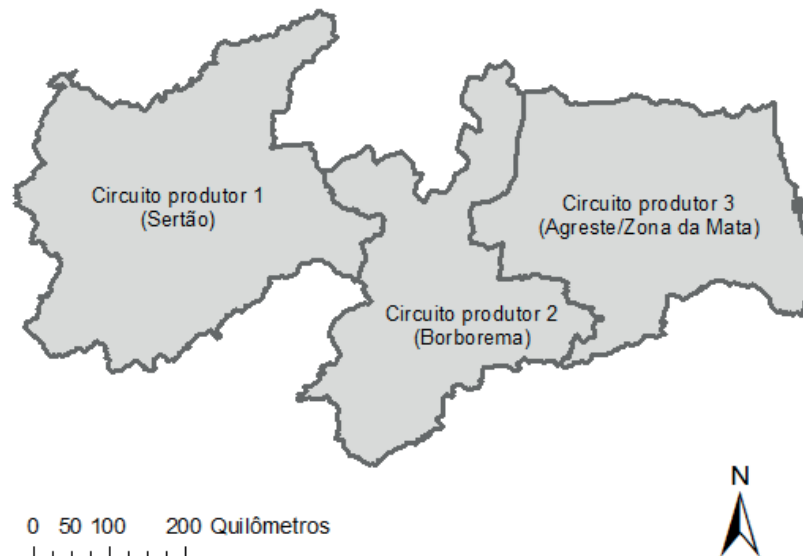 Circuito produtor 1
(Sertão)
Circuito produtor 3
(Agreste/Zona da Mata)
Circuito produtor 2
(Borborema)
N
0 50 100 200 Quilômetros